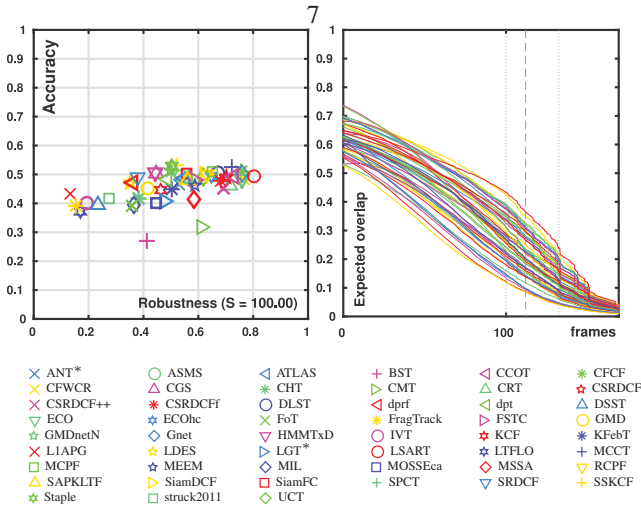 7
1
0.9
0.8
0.7
0.6
0.5
0.4
0.3
0.2
0.1
0
0 0.2 0.4 0.6 0.8 1
Accuracy
Robustness (S = 100.00)
1
0.9
0.8
0.7
0.6
0.5
0.4
0.3
0.2
0.1
0
0 100 frames
Expected overlap
ANT* ASMS ATLAS BST CCOT CFCF
CFWCR CGS CHT CMT CRT CSRDCF
CSRDCF++ CSRDCFf DLST dprf dpt DSST
ECO ECOhc FoT FragTrack FSTC GMD
GMDnetN Gnet HMMTxD IVT KCF KFebT
L1APG LDES LGT* LSART LTFLO MCCT
MCPF MEEM MIL MOSSEca MSSA RCPF
SAPKLTF SiamDCF SiamFC SPCT SRDCF SSKCF
Staple struck2011 UCT